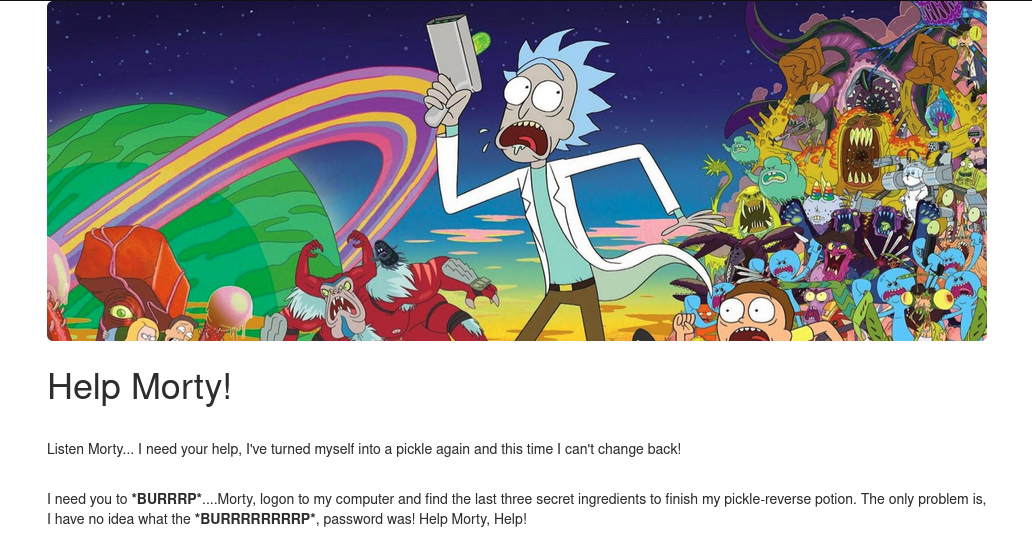 Help Morty!
Listen Morty... I need your help, I've turned myself into a pickle again and this time I can't change back!
I need you to *BURRRP*....Morty, logon to my computer and find the last three secret ingredients to finish my pickle-reverse potion. The only problem is,
I have no idea what the *BURRRRRRRRP*, password was! Help Morty, Help!